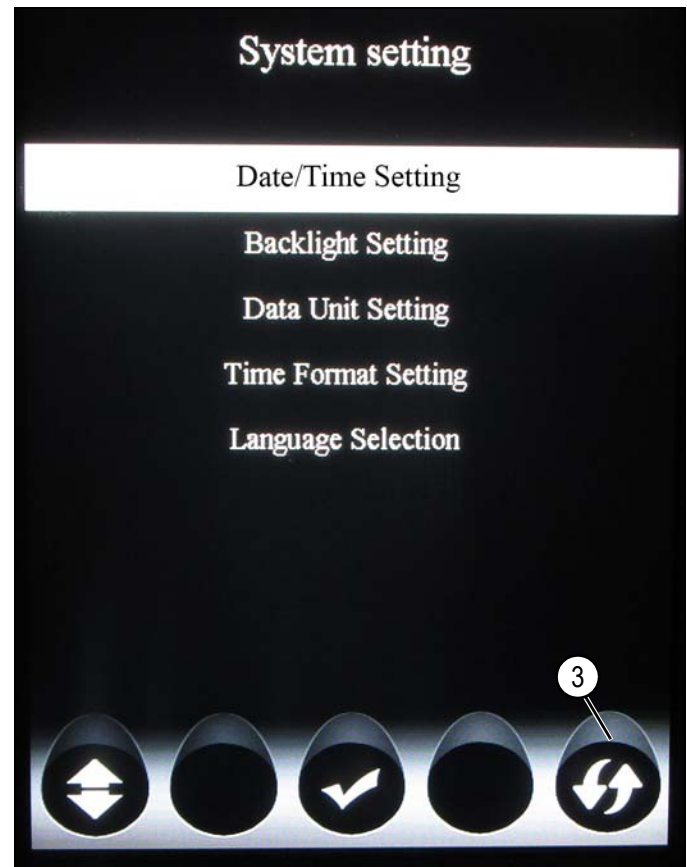 System setting
Date/Time Setting
Backlight Setting
Data Unit Setting
Time Format Setting
Language Selection
3